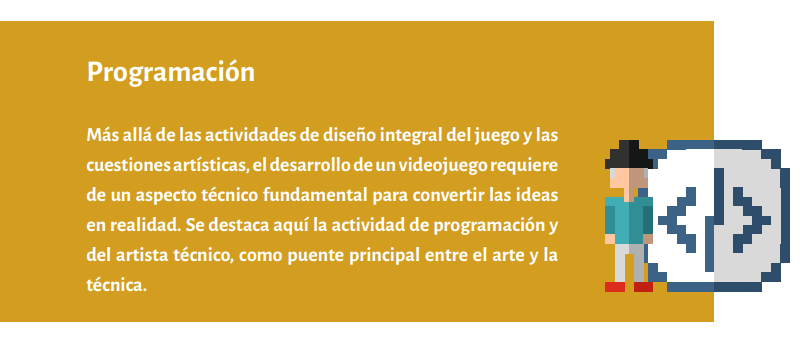 Programación
Más allá de las actividades de diseño integral del juego y las
cuestiones artísticas, el desarrollo de un videojuego requiere
de un aspecto técnico fundamental para convertir las ideas
en realidad. Se destaca aquí la actividad de programación y
del artista técnico, como puente principal entre el arte y la
técnica.